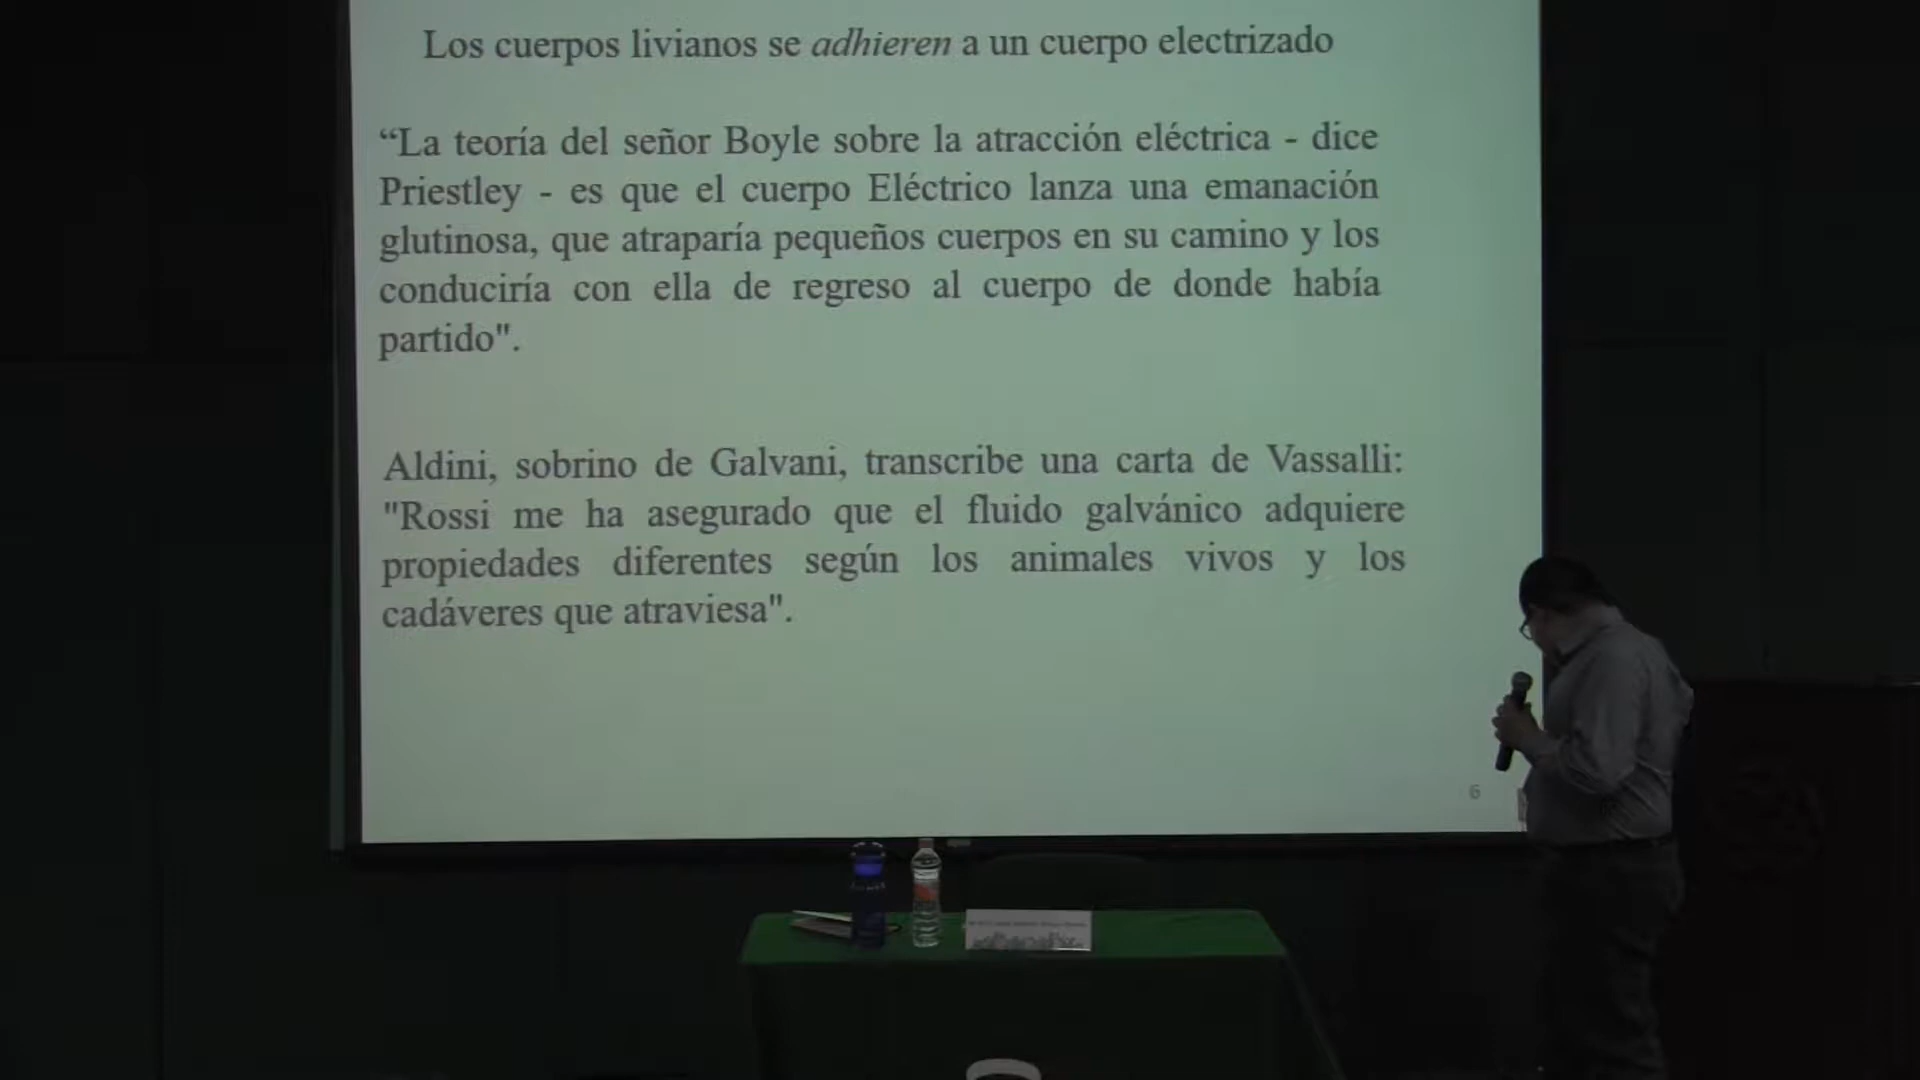 Los cuerpos livianos se adhieren a un cuerpo electrizado
“La teoría del señor Boyle sobre la atracción eléctrica - dice
Priestley - es que el cuerpo Eléctrico lanza una emanación
glutinosa, que atraparía pequeños cuerpos en su camino y los
conduciría con ella de regreso al cuerpo de donde había
partido".
Aldini, sobrino de Galvani, transcribe una carta de Vassalli:
"Rossi me ha asegurado que el fluido galvánico adquiere
propiedades diferentes según los animales vivos y los
cadáveres que atraviesa".
6